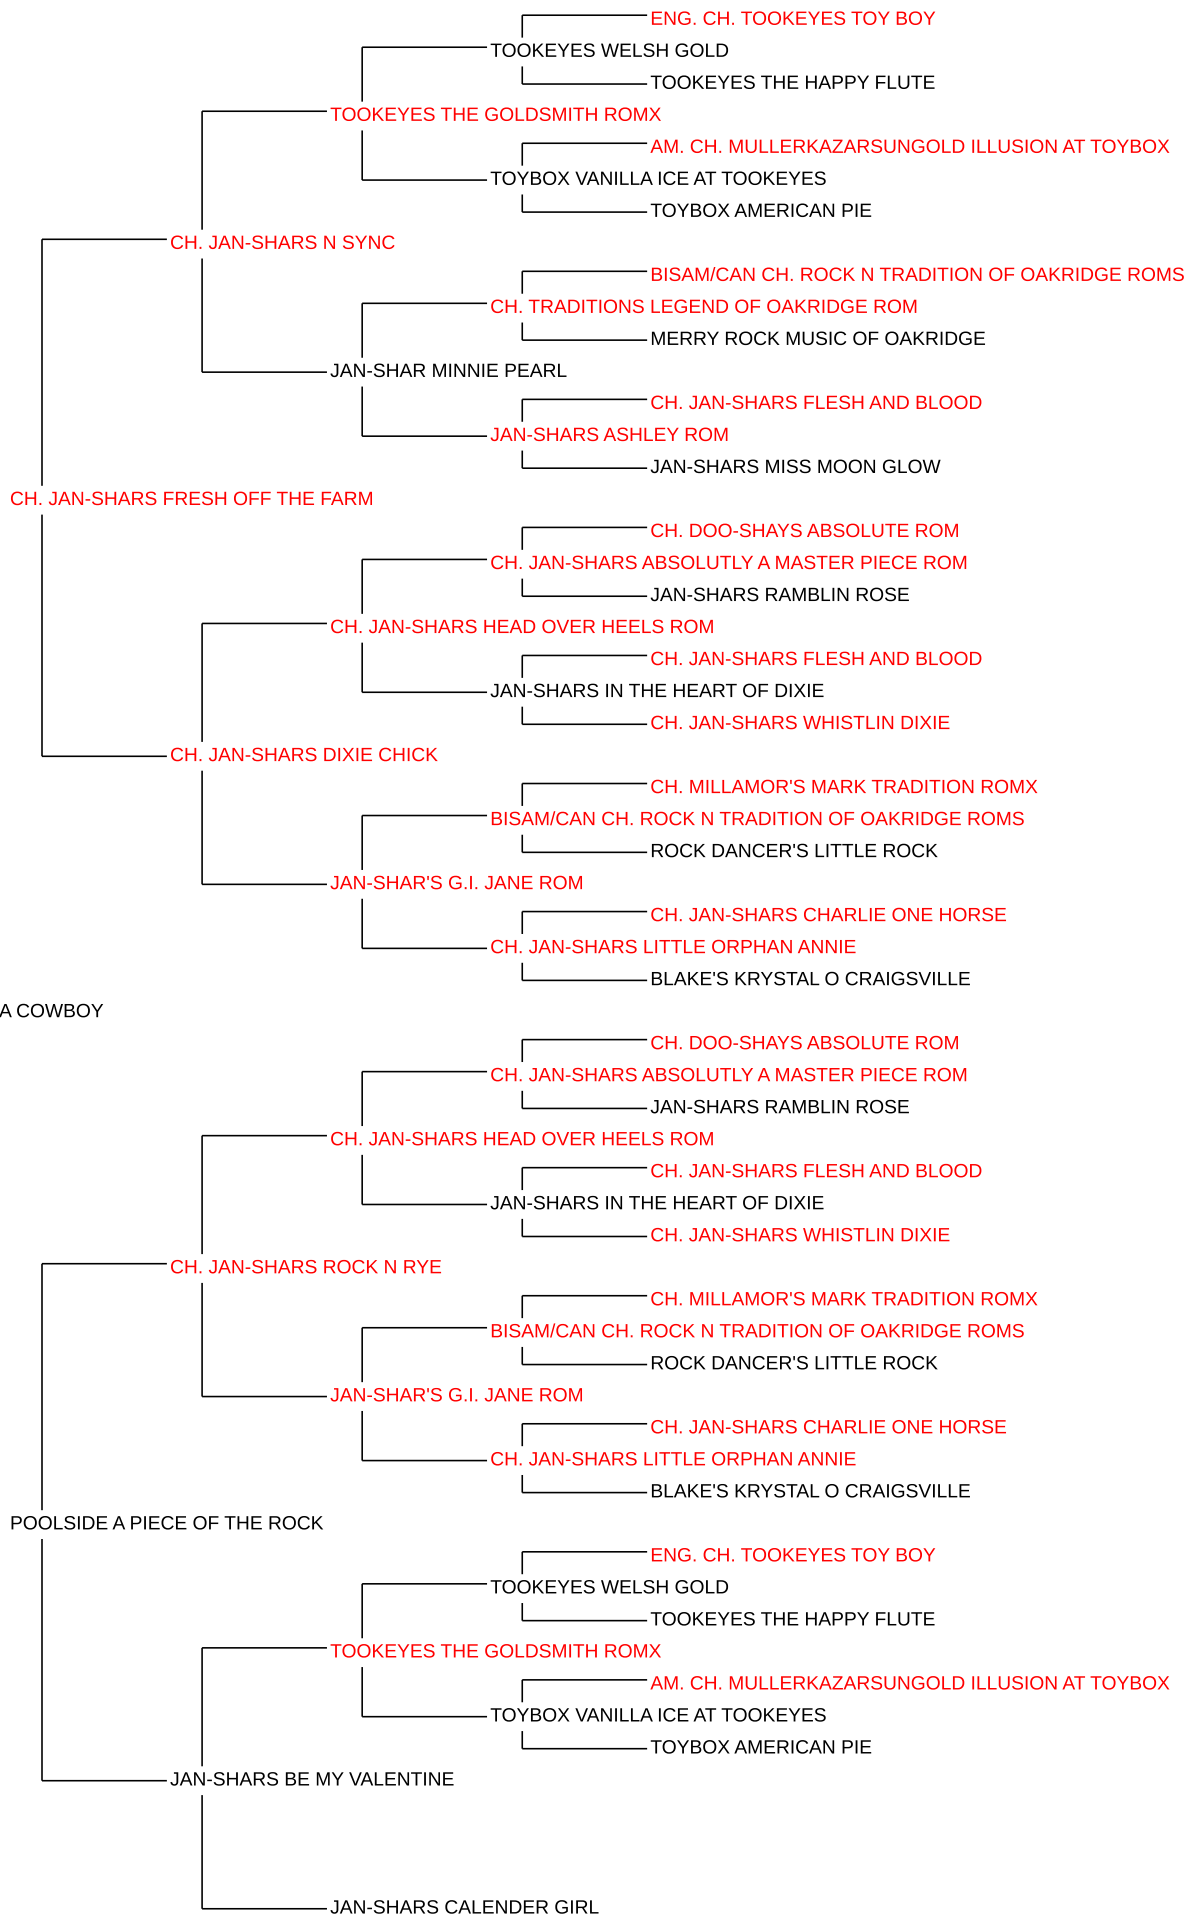 ENG. CH. TOOKEYES TOY BOY
TOOKEYES WELSH GOLD
TOOKEYES THE HAPPY FLUTE
TOOKEYES THE GOLDSMITH ROMX
AM. CH. MULLERKAZARSUNGOLD ILLUSION AT TOYBOX
TOYBOX VANILLA ICE AT TOOKEYES
TOYBOX AMERICAN PIE
CH. JAN-SHARS N SYNC
BISAM/CAN CH. ROCK N TRADITION OF OAKRIDGE ROMS
CH. TRADITIONS LEGEND OF OAKRIDGE ROM
MERRY ROCK MUSIC OF OAKRIDGE
JAN-SHAR MINNIE PEARL
CH. JAN-SHARS FLESH AND BLOOD
JAN-SHARS ASHLEY ROM
JAN-SHARS MISS MOON GLOW
CH. JAN-SHARS FRESH OFF THE FARM
CH. DOO-SHAYS ABSOLUTE ROM
CH. JAN-SHARS ABSOLUTLY A MASTER PIECE ROM
JAN-SHARS RAMBLIN ROSE
CH. JAN-SHARS HEAD OVER HEELS ROM
CH. JAN-SHARS FLESH AND BLOOD
JAN-SHARS IN THE HEART OF DIXIE
CH. JAN-SHARS WHISTLIN DIXIE
CH. JAN-SHARS DIXIE CHICK
CH. MILLAMOR'S MARK TRADITION ROMX
BISAM/CAN CH. ROCK N TRADITION OF OAKRIDGE ROMS
ROCK DANCER'S LITTLE ROCK
JAN-SHAR'S G.I. JANE ROM
CH. JAN-SHARS CHARLIE ONE HORSE
CH. JAN-SHARS LITTLE ORPHAN ANNIE
BLAKE'S KRYSTAL O CRAIGSVILLE
A COWBOY
CH. DOO-SHAYS ABSOLUTE ROM
CH. JAN-SHARS ABSOLUTLY A MASTER PIECE ROM
JAN-SHARS RAMBLIN ROSE
CH. JAN-SHARS HEAD OVER HEELS ROM
CH. JAN-SHARS FLESH AND BLOOD
JAN-SHARS IN THE HEART OF DIXIE
CH. JAN-SHARS WHISTLIN DIXIE
CH. JAN-SHARS ROCK N RYE
CH. MILLAMOR'S MARK TRADITION ROMX
BISAM/CAN CH. ROCK N TRADITION OF OAKRIDGE ROMS
ROCK DANCER'S LITTLE ROCK
JAN-SHAR'S G.I. JANE ROM
CH. JAN-SHARS CHARLIE ONE HORSE
CH. JAN-SHARS LITTLE ORPHAN ANNIE
BLAKE'S KRYSTAL O CRAIGSVILLE
POOLSIDE A PIECE OF THE ROCK
ENG. CH. TOOKEYES TOY BOY
TOOKEYES WELSH GOLD
TOOKEYES THE HAPPY FLUTE
TOOKEYES THE GOLDSMITH ROMX
AM. CH. MULLERKAZARSUNGOLD ILLUSION AT TOYBOX
TOYBOX VANILLA ICE AT TOOKEYES
TOYBOX AMERICAN PIE
JAN-SHARS BE MY VALENTINE
JAN-SHARS CALENDER GIRL